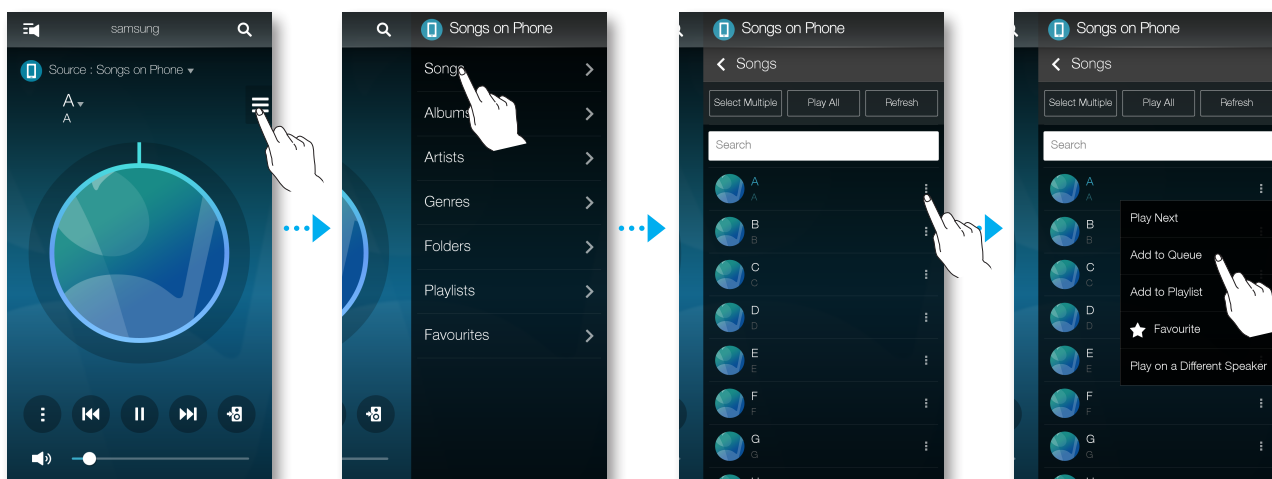 samsung
Source : Songs on Phone
A
A
Songs on Phone
Songs
Albums
Artists
Genres
Folders
Playlists
Favourites
Songs on Phone
Songs
Select Multiple Play All Refresh
Search
A
A
B
B
C
C
D
D
E
E
F
F
G
G
Songs on Phone
Songs
Select Multiple Play All Refresh
Search
A
A
B
B
C
C
D
D
E
E
F
F
G
G
Play Next
Add to Queue
Add to Playlist
Favourite
Play on a Different Speaker